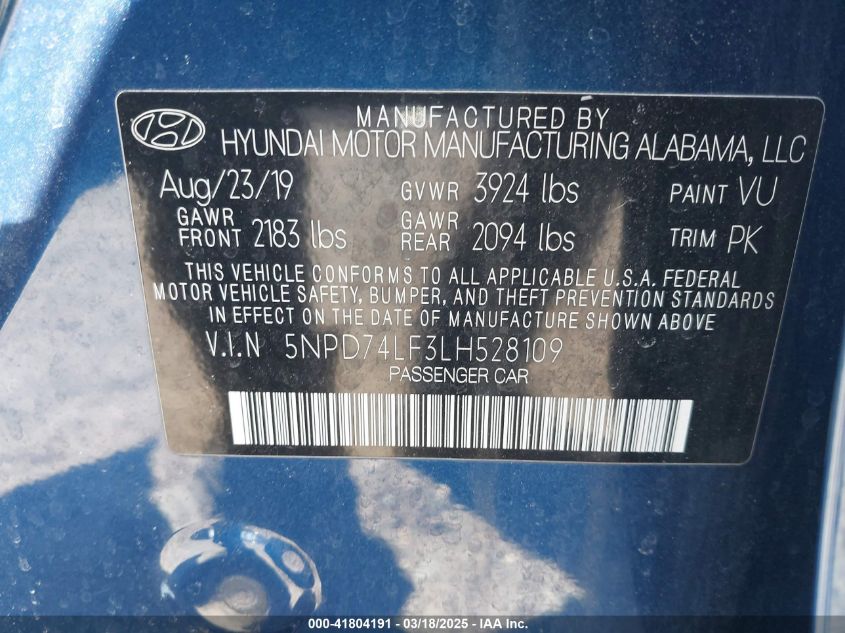 MANUFACTURED BY
HYUNDAI MOTOR MANUFACTURING ALABAMA, LLC
Aug/23/19 GVWR 3924 lbs PAINT VU
GAWR FRONT 2183 lbs GAWR REAR 2094 lbs TRIM PK
THIS VEHICLE CONFORMS TO ALL APPLICABLE U.S.A. FEDERAL
MOTOR VEHICLE SAFETY, BUMPER, AND THEFT PREVENTION STANDARDS
IN EFFECT ON THE DATE OF MANUFACTURE SHOWN ABOVE
V.I.N 5NPD74LF3LH528109
PASSENGER CAR
000-41804191 - 03/18/2025 - IAA Inc.